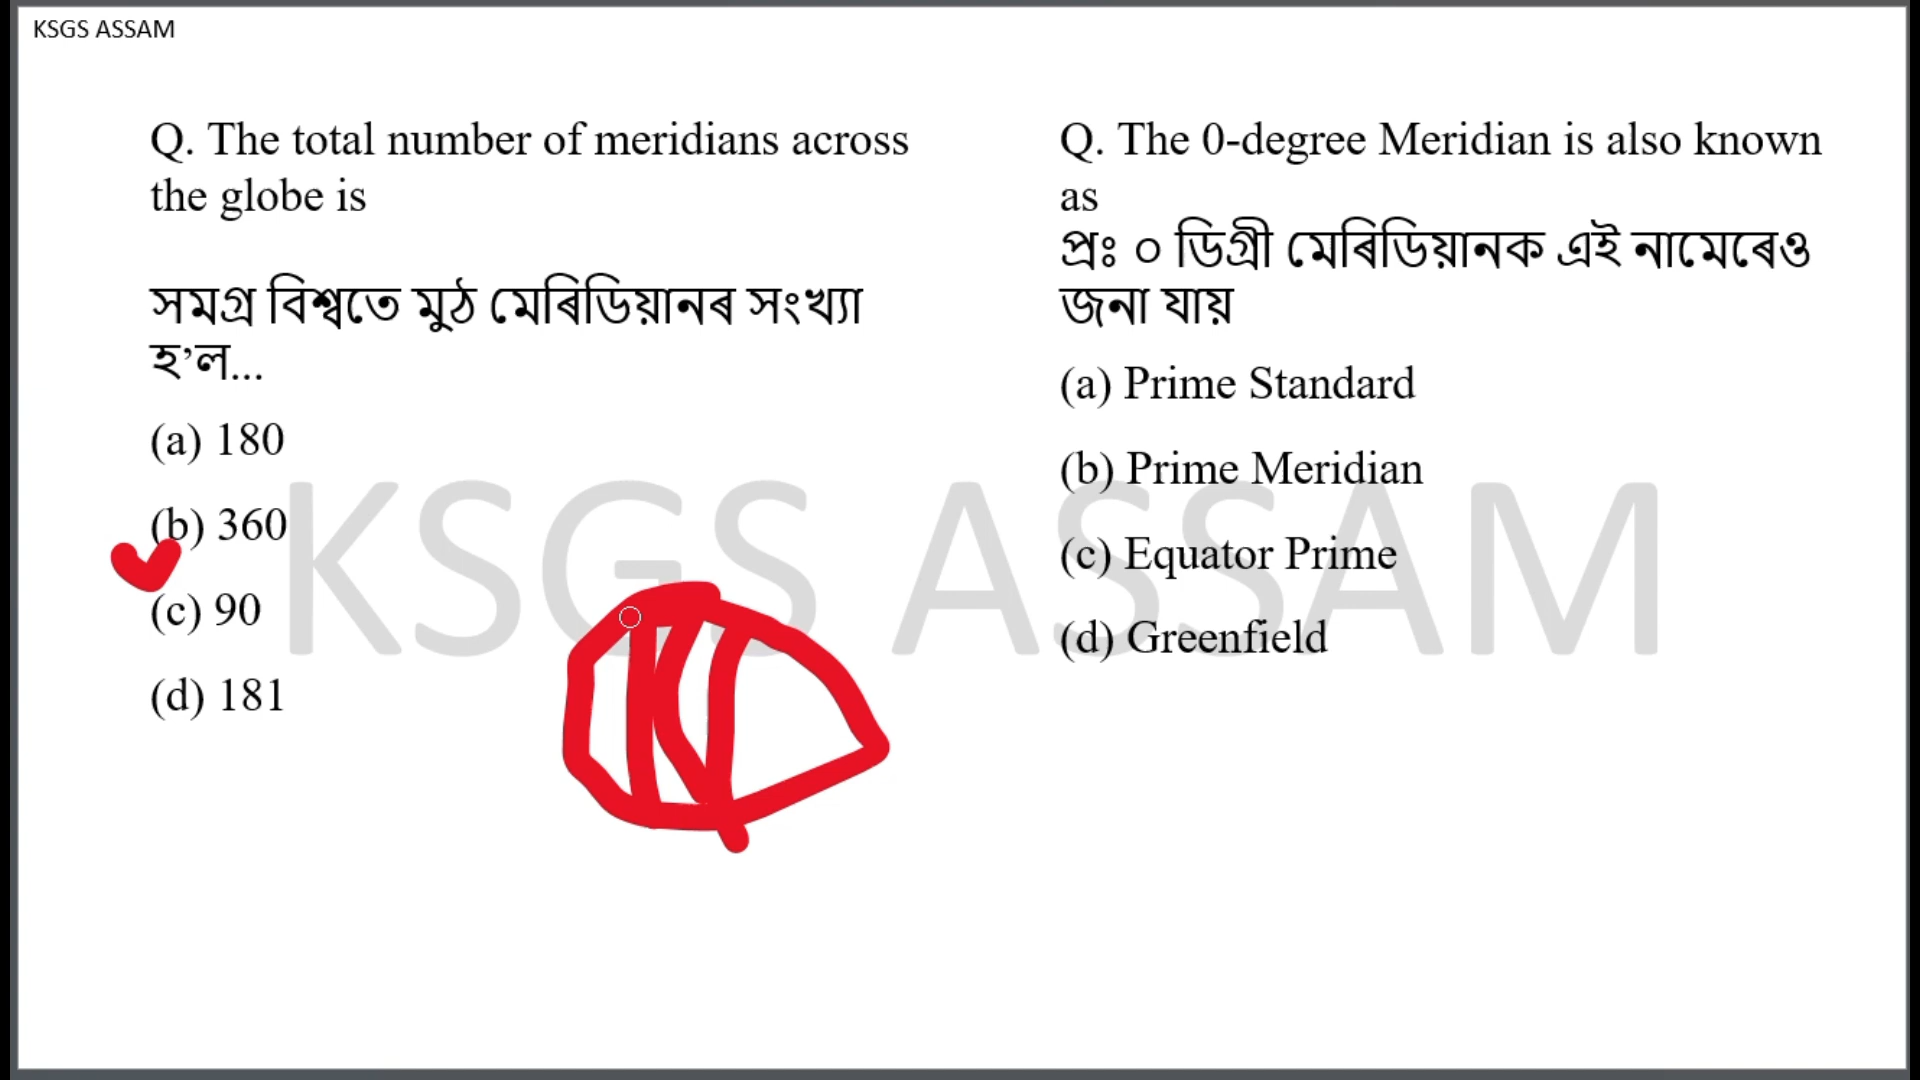 KSGS ASSAM
Q. The total number of meridians across
the globe is
সমগ্ৰ বিশ্বতে মুঠ মেৰিডিয়ানৰ সংখ্যা
হ’ল...
(a) 180
(b) 360
(c) 90
(d) 181
Q. The 0-degree Meridian is also known
as
প্ৰঃ ০ ডিগ্ৰী মেৰিডিয়ানক এই নামেৰেও
জনা যায়
(a) Prime Standard
(b) Prime Meridian
(c) Equator Prime
(d) Greenfield
KSGS ASSAM